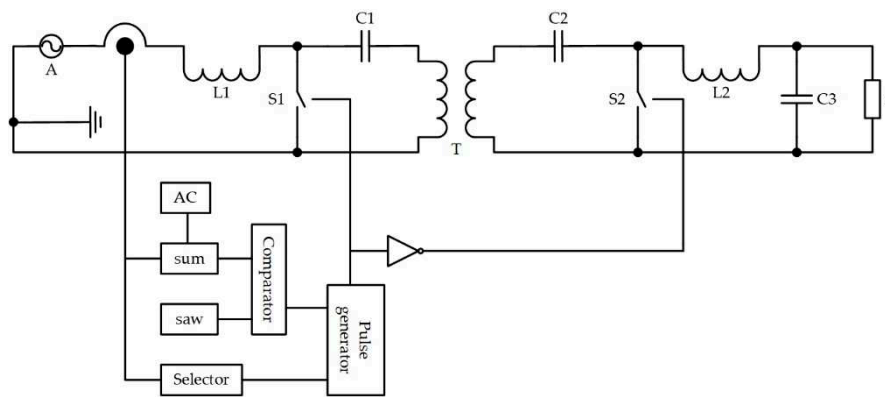 C1
C2
A
L1
S1
T
S2
L2
C3
AC
sum
saw
Comparator
Pulse
generator
Selector